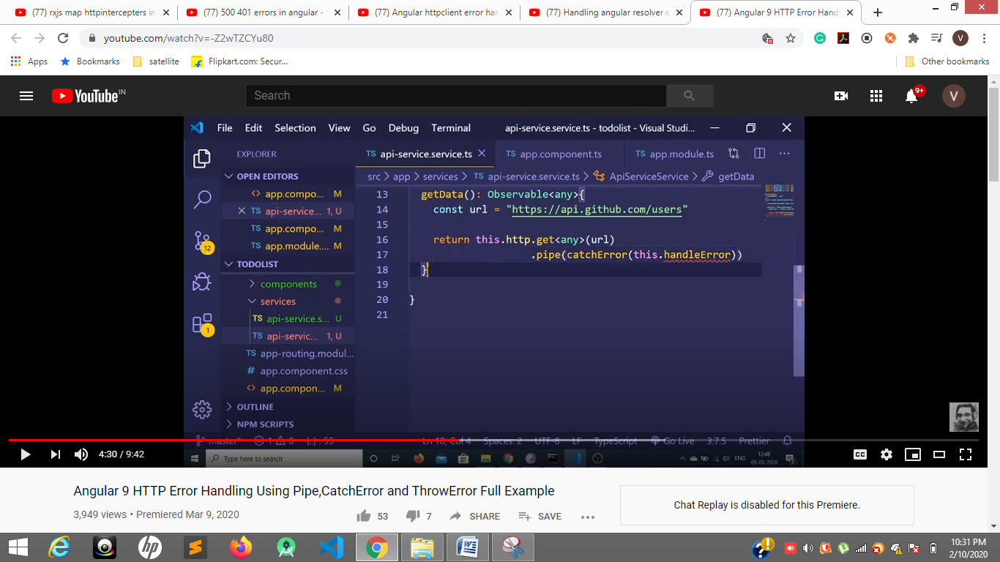 (77) rxjs map httpintercepters in
(77) 500 401 errors in angular -
(77) Angular httpclient error han
(77) Handling angular resolver e
(77) Angular 9 HTTP Error Handl
youtube.com/watch?v=-Z2wTZCYu80
V
Apps
Bookmarks
satellite
Flipkart.com: Secur...
Other bookmarks
YouTube IN
Search
9+
V
File Edit Selection View Go Debug Terminal
api-service.service.ts - todolist - Visual Studi...
EXPLORER
TS api-service.service.ts
TS app.component.ts
TS app.module.ts
src > app > services > TS api-service.service.ts > ApiServiceService > getData
OPEN EDITORS
<> app.compo... M
TS api-service... 1, U
TS app.compo... M
TS app.module.... M
TODOLIST
components
services
TS api-service.s... U
TS api-servic... 1, U
TS app-routing.modul...
# app.component.css
<> app.compon... M
OUTLINE
NPM SCRIPTS
12
1
13 getData(): Observable<any>{
14 const url = "https://api.github.com/users"
15
16 return this.http.get<any>(url)
17 .pipe(catchError(this.handleError))
18 }
19
20 }
21
master* 1 0 {..}: 55 Ln 18, Col 4 Spaces: 2 UTF-8 LF TypeScript Go Live 3.7.5 Prettier
Type here to search
ENG
12:48
09-03-2020
2
4:30 / 9:42
CC
Angular 9 HTTP Error Handling Using Pipe,CatchError and ThrowError Full Example
3,949 views • Premiered Mar 9, 2020
53
7
SHARE
SAVE
Chat Replay is disabled for this Premiere.
10:31 PM
2/10/2020